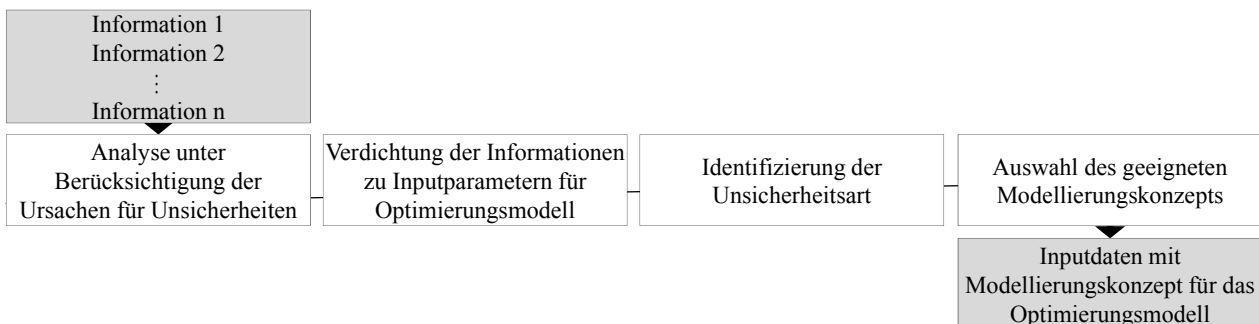 Information 1
Information 2
⋮
Information n
Analyse unter
Berücksichtigung der
Ursachen für Unsicherheiten
Verdichtung der Informationen
zu Inputparametern für
Optimierungsmodell
Identifizierung der
Unsicherheitsart
Auswahl des geeigneten
Modellierungskonzepts
Inputdaten mit
Modellierungskonzept für das
Optimierungsmodell